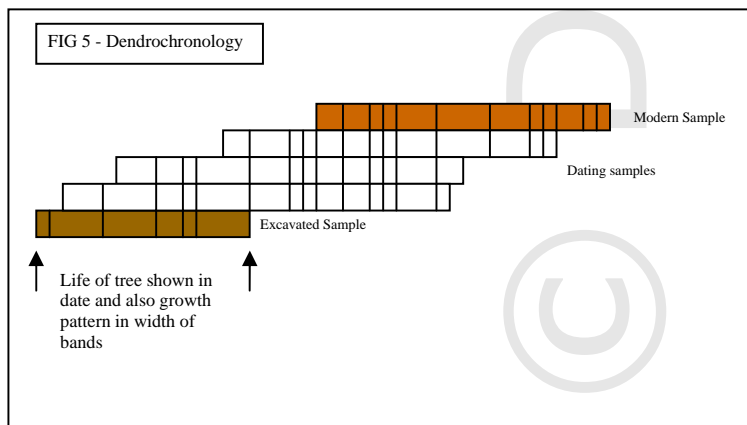 FIG 5 - Dendrochronology
Modern Sample
Dating samples
Excavated Sample
Life of tree shown in
date and also growth
pattern in width of
bands